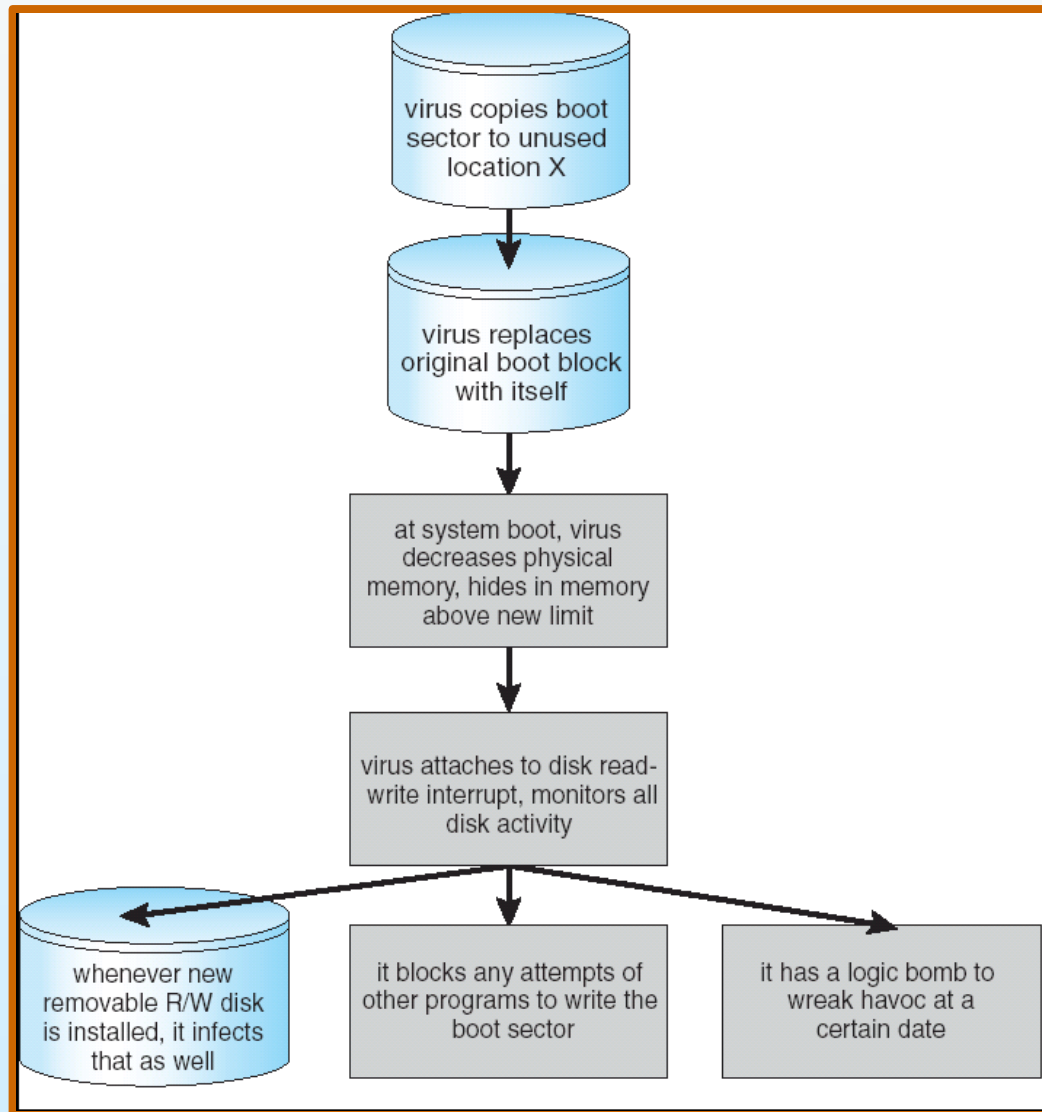 virus copies boot
sector to unused
location X
virus replaces
original boot block
with itself
at system boot, virus
decreases physical
memory, hides in memory
above new limit
virus attaches to disk read-
write interrupt, monitors all
disk activity
whenever new
removable R/W disk
is installed, it infects
that as well
it blocks any attempts of
other programs to write the
boot sector
it has a logic bomb to
wreak havoc at a
certain date